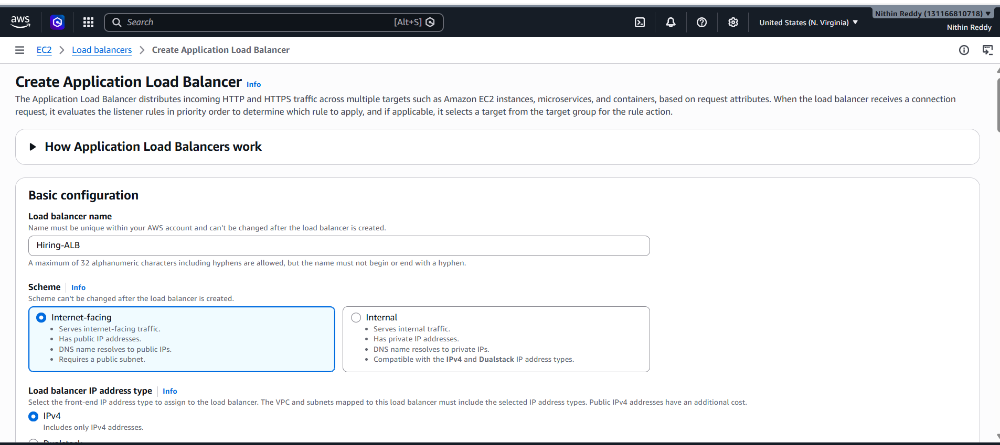 aws
Search
[Alt+S]
United States (N. Virginia)
Nithin Reddy (131166810718)
Nithin Reddy
EC2
Load balancers
Create Application Load Balancer
Create Application Load Balancer
Info
The Application Load Balancer distributes incoming HTTP and HTTPS traffic across multiple targets such as Amazon EC2 instances, microservices, and containers, based on request attributes. When the load balancer receives a connection
request, it evaluates the listener rules in priority order to determine which rule to apply, and if applicable, it selects a target from the target group for the rule action.
How Application Load Balancers work
Basic configuration
Load balancer name
Name must be unique within your AWS account and can't be changed after the load balancer is created.
Hiring-ALB
A maximum of 32 alphanumeric characters including hyphens are allowed, but the name must not begin or end with a hyphen.
Scheme
Info
Scheme can't be changed after the load balancer is created.
Internet-facing
• Serves internet-facing traffic.
• Has public IP addresses.
• DNS name resolves to public IPs.
• Requires a public subnet.
Internal
• Serves internal traffic.
• Has private IP addresses.
• DNS name resolves to private IPs.
• Compatible with the IPv4 and Dualstack IP address types.
Load balancer IP address type
Info
Select the front-end IP address type to assign to the load balancer. The VPC and subnets mapped to this load balancer must include the selected IP address types. Public IPv4 addresses have an additional cost.
IPv4
Includes only IPv4 addresses.
Dualstack